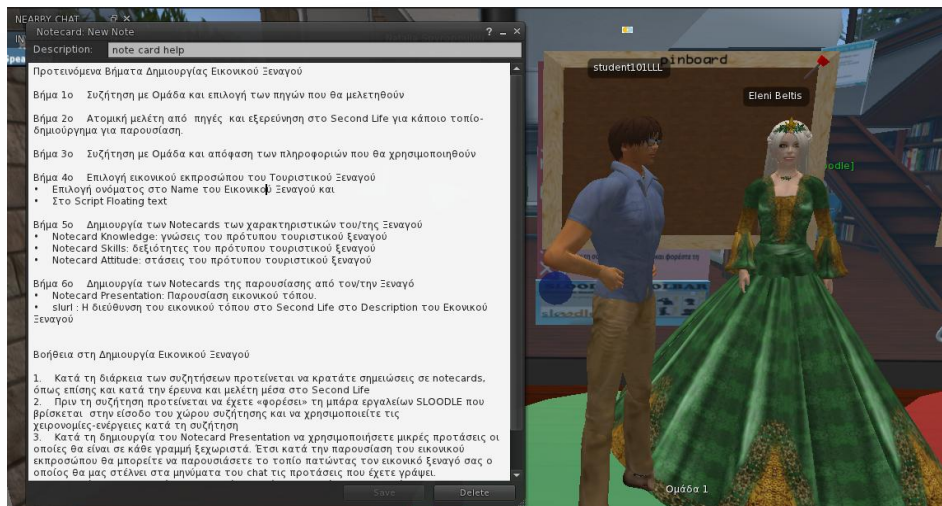 NEARBY CHAT
Notecard: New Note
Description: note card help
Προτεινόμενα Βήματα Δημιουργίας Εικονικού Ξεναγού
Βήμα 1ο Συζήτηση με Ομάδα και επιλογή των πηγών που θα μελετηθούν
Βήμα 2ο Ατομική μελέτη από πηγές και εξερεύνηση στο Second Life για κάποιο τοπίο-
δημιούργημα για παρουσίαση.
Βήμα 3ο Συζήτηση με Ομάδα και απόφαση των πληροφοριών που θα χρησιμοποιηθούν
Βήμα 4ο Επιλογή εικονικού εκπροσώπου του Τουριστικού Ξεναγού
• Επιλογή ονόματος στο Name του Εικονικού Ξεναγού και
• Στο Script Floating text
Βήμα 5ο Δημιουργία των Notecards των χαρακτηριστικών του/της Ξεναγού
• Notecard Knowledge: γνώσεις του πρότυπου τουριστικού ξεναγού
• Notecard Skills: δεξιότητες του πρότυπου τουριστικού ξεναγού
• Notecard Attitude: στάσεις του πρότυπου τουριστικού ξεναγού
Βήμα 6ο Δημιουργία των Notecards της παρουσίασης από τον/την Ξεναγό
• Notecard Presentation: Παρουσίαση εικονικού τόπου.
• slurl : Η διεύθυνση του εικονικού τόπου στο Second Life στο Description του Εκονικού
Ξεναγού
Βοήθεια στη Δημιουργία Εικονικού Ξεναγού
1. Κατά τη διάρκεια των συζητήσεων προτείνεται να κρατάτε σημειώσεις σε notecards,
όπως επίσης και κατά την έρευνα και μελέτη μέσα στο Second Life
2. Πριν τη συζήτηση προτείνεται να έχετε «φορέσει» τη μπάρα εργαλείων SLOODLE που
βρίσκεται στην είσοδο του χώρου συζήτησης και να χρησιμοποιείτε τις
χειρονομίες-ενέργειες κατά τη συζήτηση
3. Κατά τη δημιουργία του Notecard Presentation να χρησιμοποιήσετε μικρές προτάσεις οι
οποίες θα είναι σε κάθε γραμμή ξεχωριστά. Έτσι κατά την παρουσίαση του εικονικού
εκπροσώπου θα μπορείτε να παρουσιάσετε το τοπίο πατώντας τον εικονικό ξεναγό σας ο
οποίος θα μας στέλνει στα μηνύματα του chat τις προτάσεις που έχετε γράψει.
Save Delete
pinboard
student101LLL
Eleni Beltis
Ομάδα 1